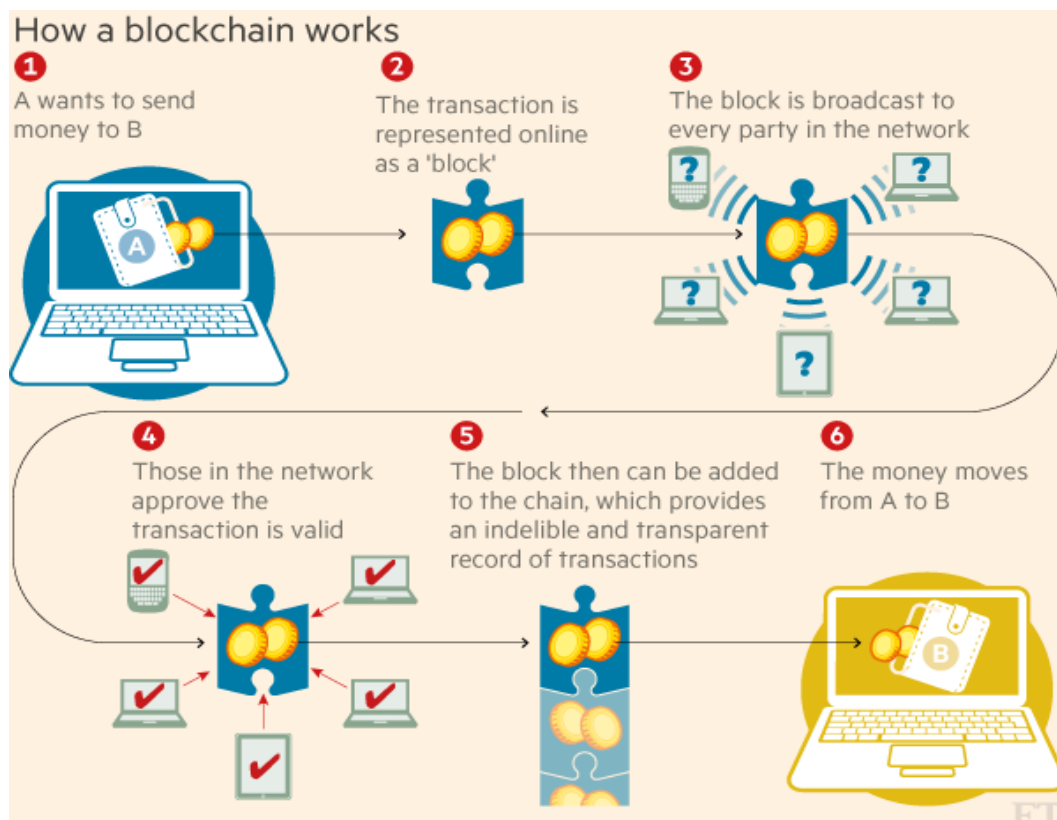 How a blockchain works
1
A wants to send
money to B
2
The transaction is
represented online
as a 'block'
3
The block is broadcast to
every party in the network
A
?
?
?
?
?
4
Those in the network
approve the
transaction is valid
5
The block then can be added
to the chain, which provides
an indelible and transparent
record of transactions
6
The money moves
from A to B
B
FT